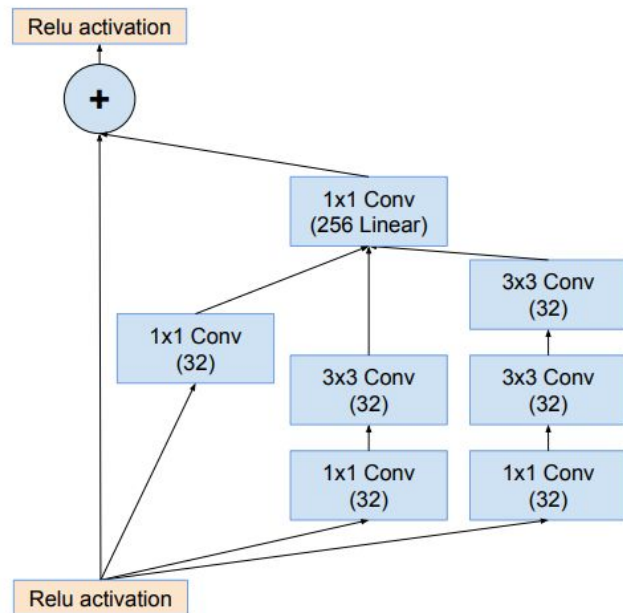 Relu activation
+
1x1 Conv
(256 Linear)
3x3 Conv
(32)
1x1 Conv
(32)
3x3 Conv
(32)
3x3 Conv
(32)
1x1 Conv
(32)
1x1 Conv
(32)
Relu activation